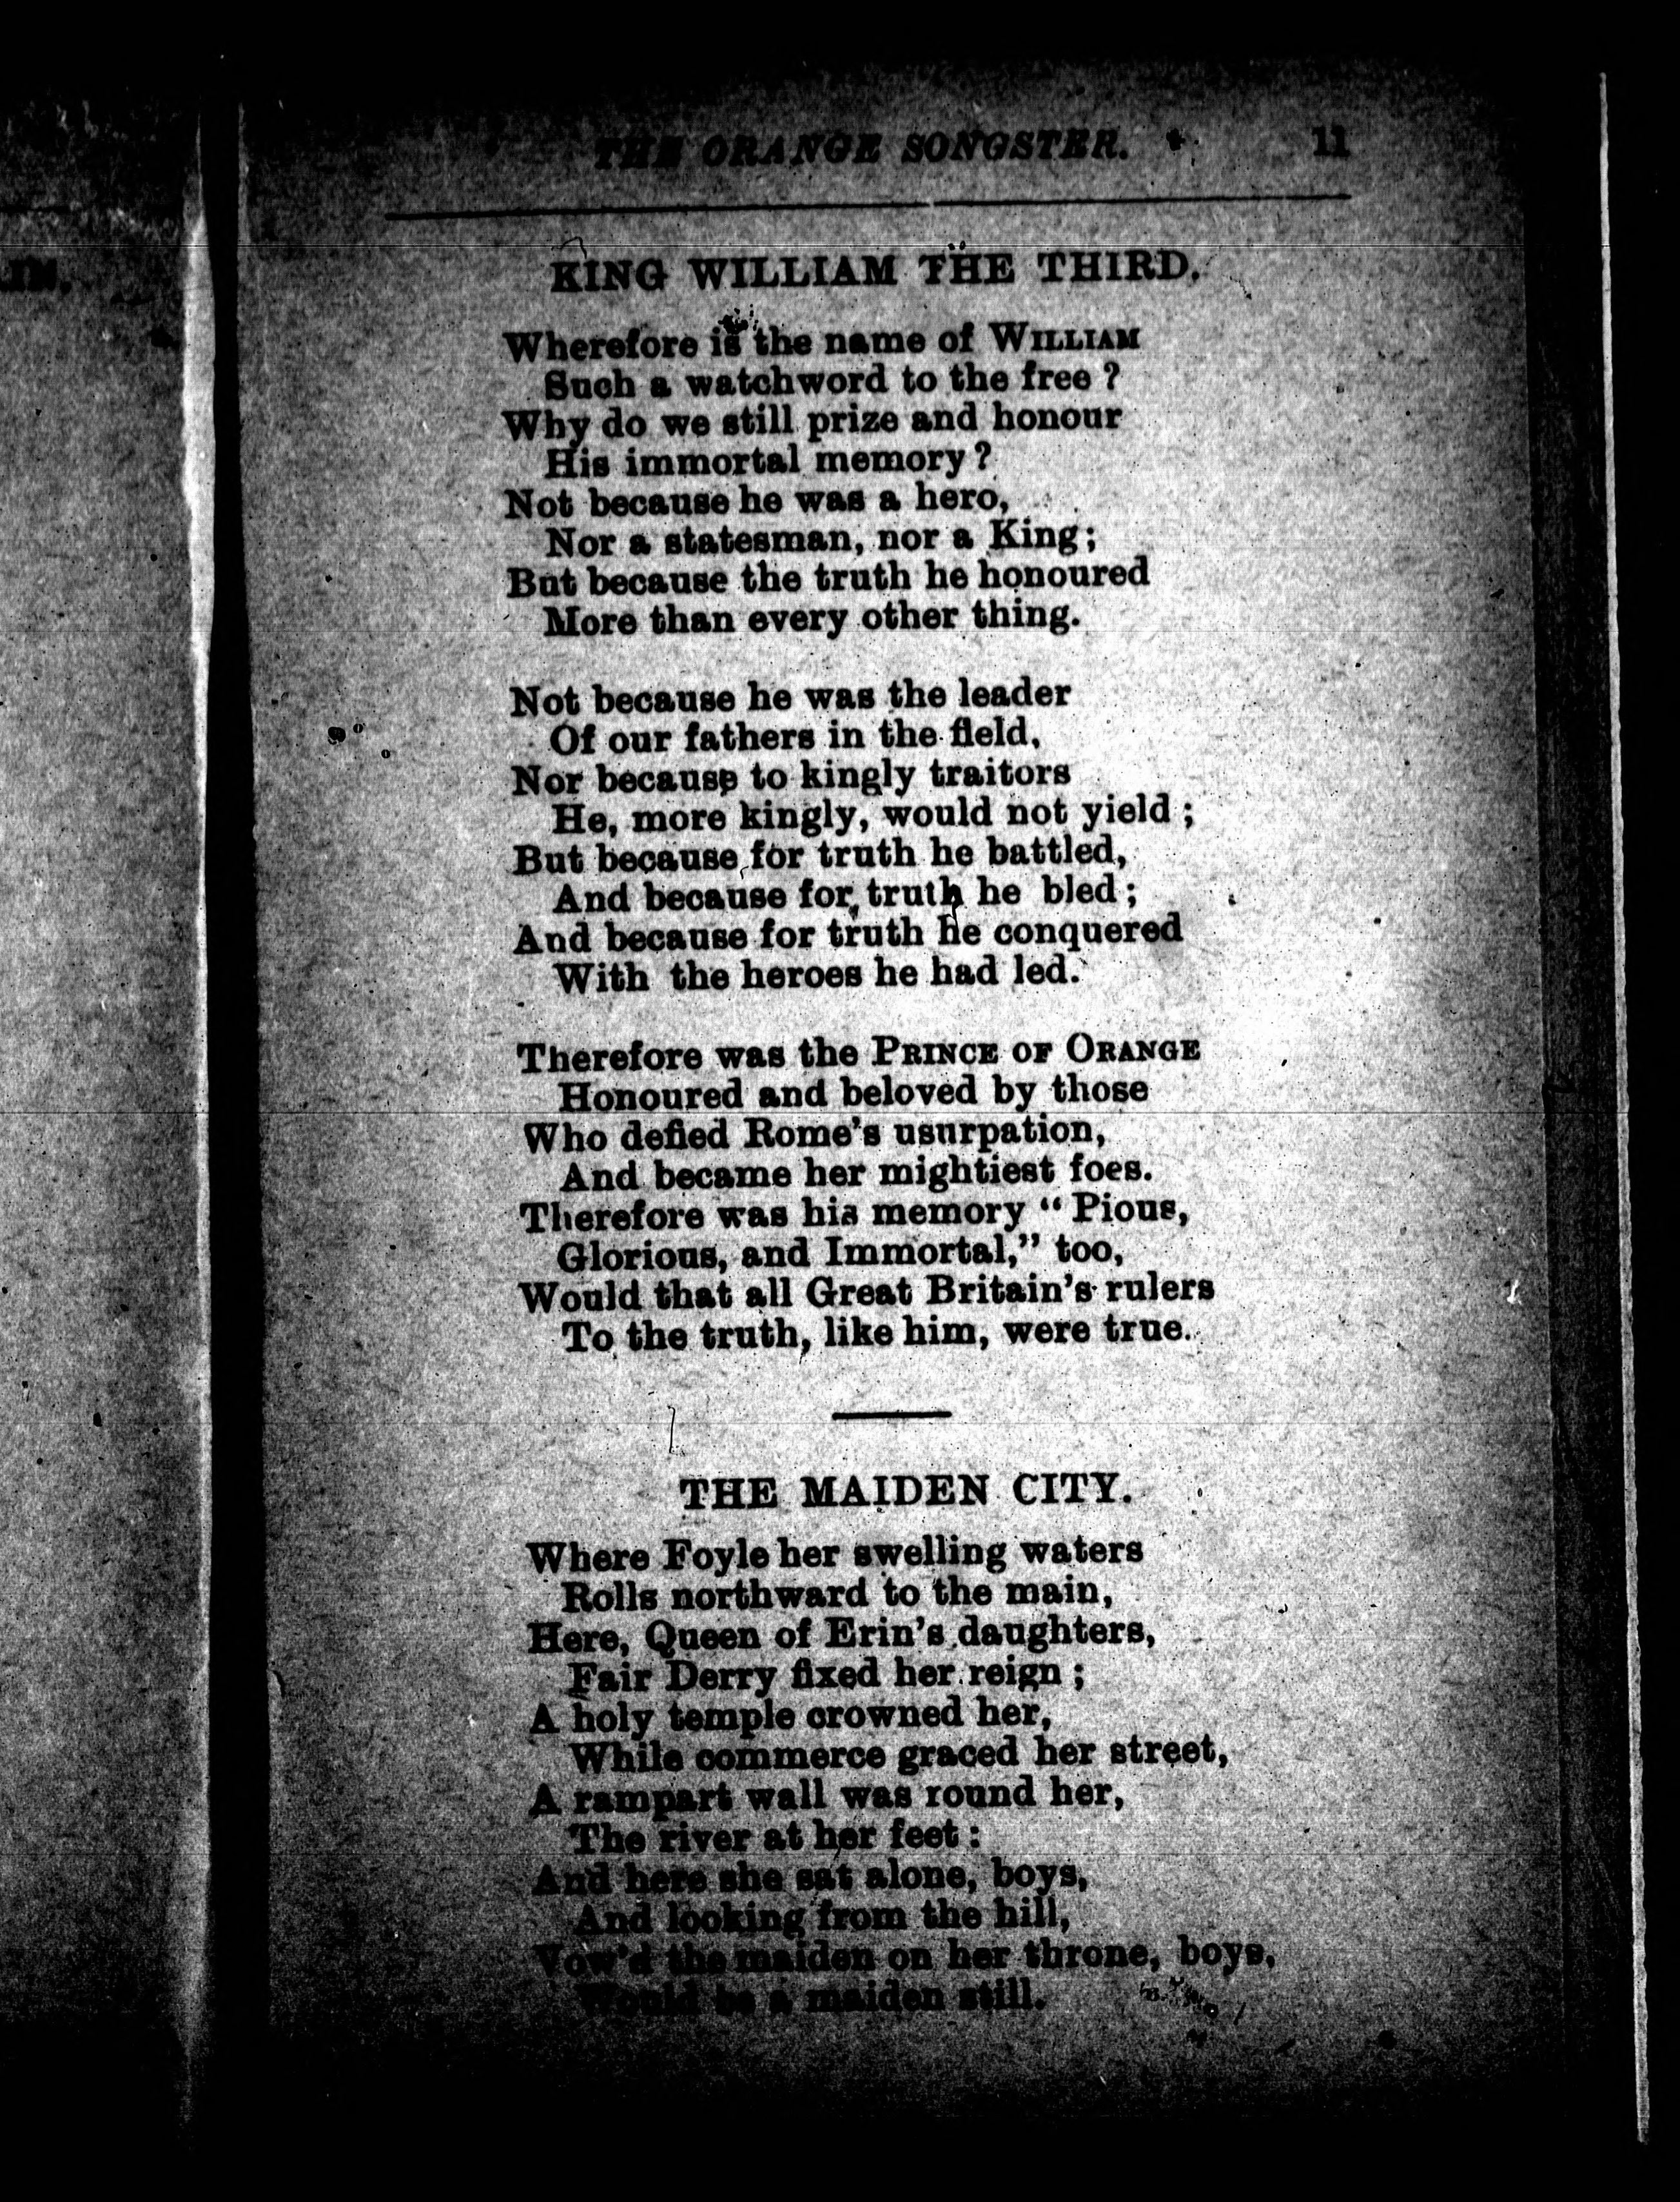 THE ORANGE SONGSTER. 11
KING WILLIAM THE THIRD.
Wherefore is the name of WILLIAM
Such a watchword to the free ?
Why do we still prize and honour
His immortal memory ?
Not because he was a hero,
Nor a statesman, nor a King;
But because the truth he honoured
More than every other thing.
Not because he was the leader
Of our fathers in the field,
Nor because to kingly traitors
He, more kingly, would not yield ;
But because for truth he battled,
And because for truth he bled ;
And because for truth he conquered
With the heroes he had led.
Therefore was the PRINCE OF ORANGE
Honoured and beloved by those
Who defied Rome's usurpation,
And became her mightiest foes.
Therefore was his memory " Pious,
Glorious, and Immortal," too,
Would that all Great Britain's rulers
To the truth, like him, were true.
THE MAIDEN CITY.
Where Foyle her swelling waters
Rolls northward to the main,
Here, Queen of Erin's daughters,
Fair Derry fixed her reign ;
A holy temple crowned her,
While commerce graced her street,
A rampart wall was round her,
The river at her feet :
And here she sat alone, boys,
And looking from the hill,
Vow'd the maiden on her throne, boys,
Would be a maiden still.